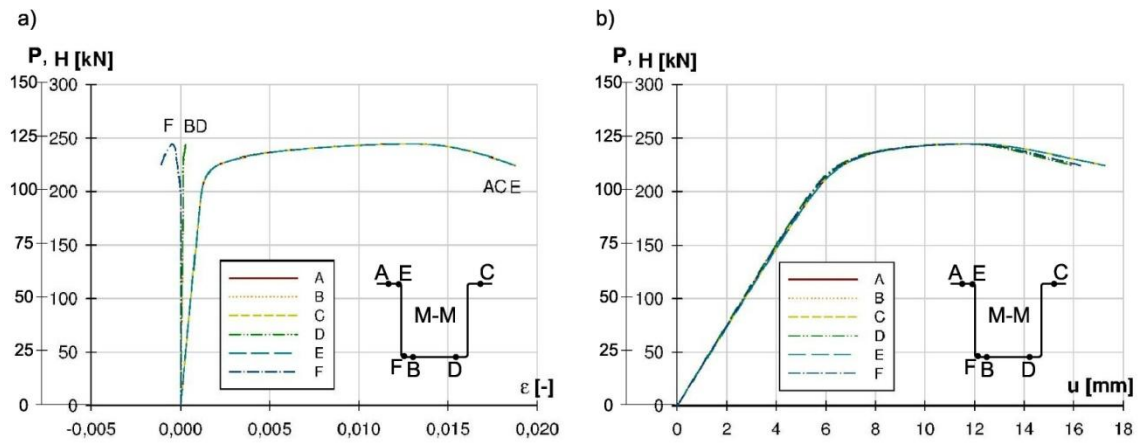 a)
P, H [kN]
150
300
125
250
100
200
75
150
50
100
25
50
0
0
-0,005
0,000
0,005
0,010
0,015
0,020
ε [-]
F
BD
ACE
A
B
C
D
E
F
A E
C
M-M
F B
D
b)
P, H [kN]
150
300
125
250
100
200
75
150
50
100
25
50
0
0
0
2
4
6
8
10
12
14
16
18
u [mm]
A
B
C
D
E
F
A E
C
M-M
F B
D